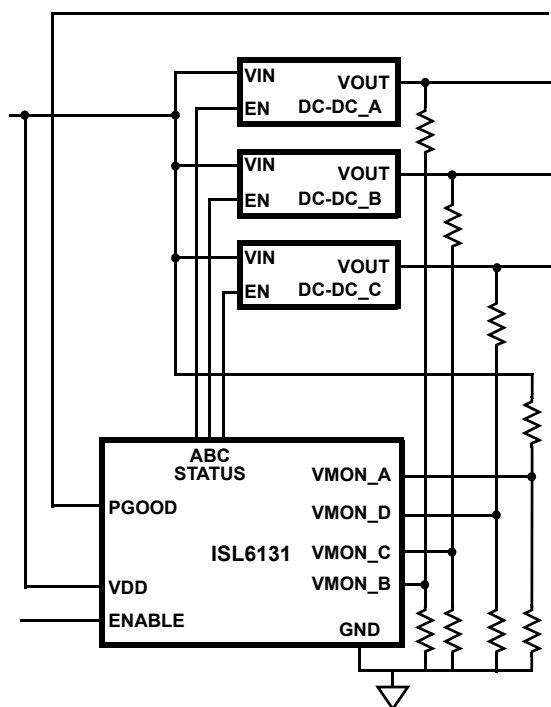 VIN
VOUT
EN
DC-DC_A
VIN
VOUT
EN
DC-DC_B
VIN
VOUT
EN
DC-DC_C
ABC
STATUS
VMON_A
PGOOD
VMON_D
ISL6131
VMON_C
VDD
VMON_B
ENABLE
GND